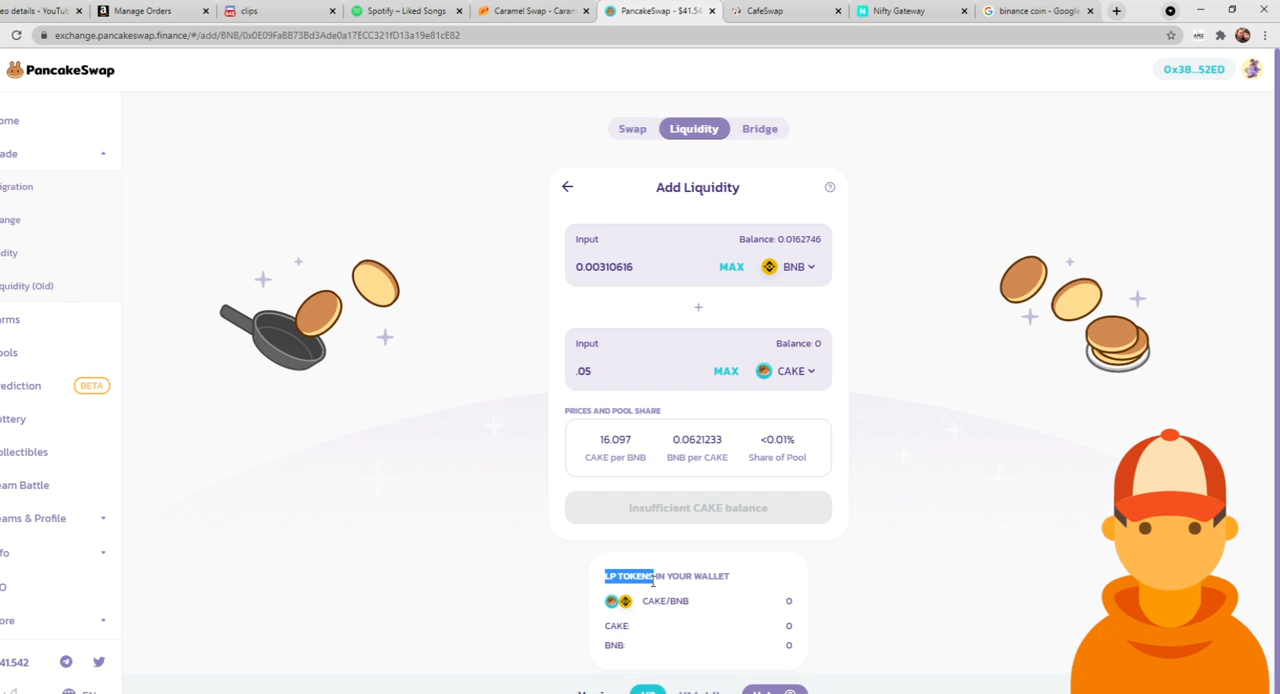 eo details - YouTu
Manage Orders
clips
Spotify – Liked Songs
Caramel Swap - Caram
PancakeSwap - $41.54
CafeSwap
Nifty Gateway
binance coin - Google
exchange.pancakeswap.finance/#/add/BNB/0x0E09FaBB73Bd3Ade0a17ECC321fD13a19e81cE82
PancakeSwap
0x38...52ED
ome
ade
igration
ange
idity
iquidity (Old)
arms
ools
rediction
BETA
ottery
ollectibles
eam Battle
eams & Profile
nfo
O
ore
41.542
EN
Swap
Liquidity
Bridge
Add Liquidity
Input
Balance: 0.0162746
0.00310616
MAX
BNB
+
Input
Balance: 0
.05
MAX
CAKE
PRICES AND POOL SHARE
16.097
0.0621233
<0.01%
CAKE per BNB
BNB per CAKE
Share of Pool
Insufficient CAKE balance
LP TOKENS IN YOUR WALLET
CAKE/BNB
0
CAKE:
0
BNB:
0